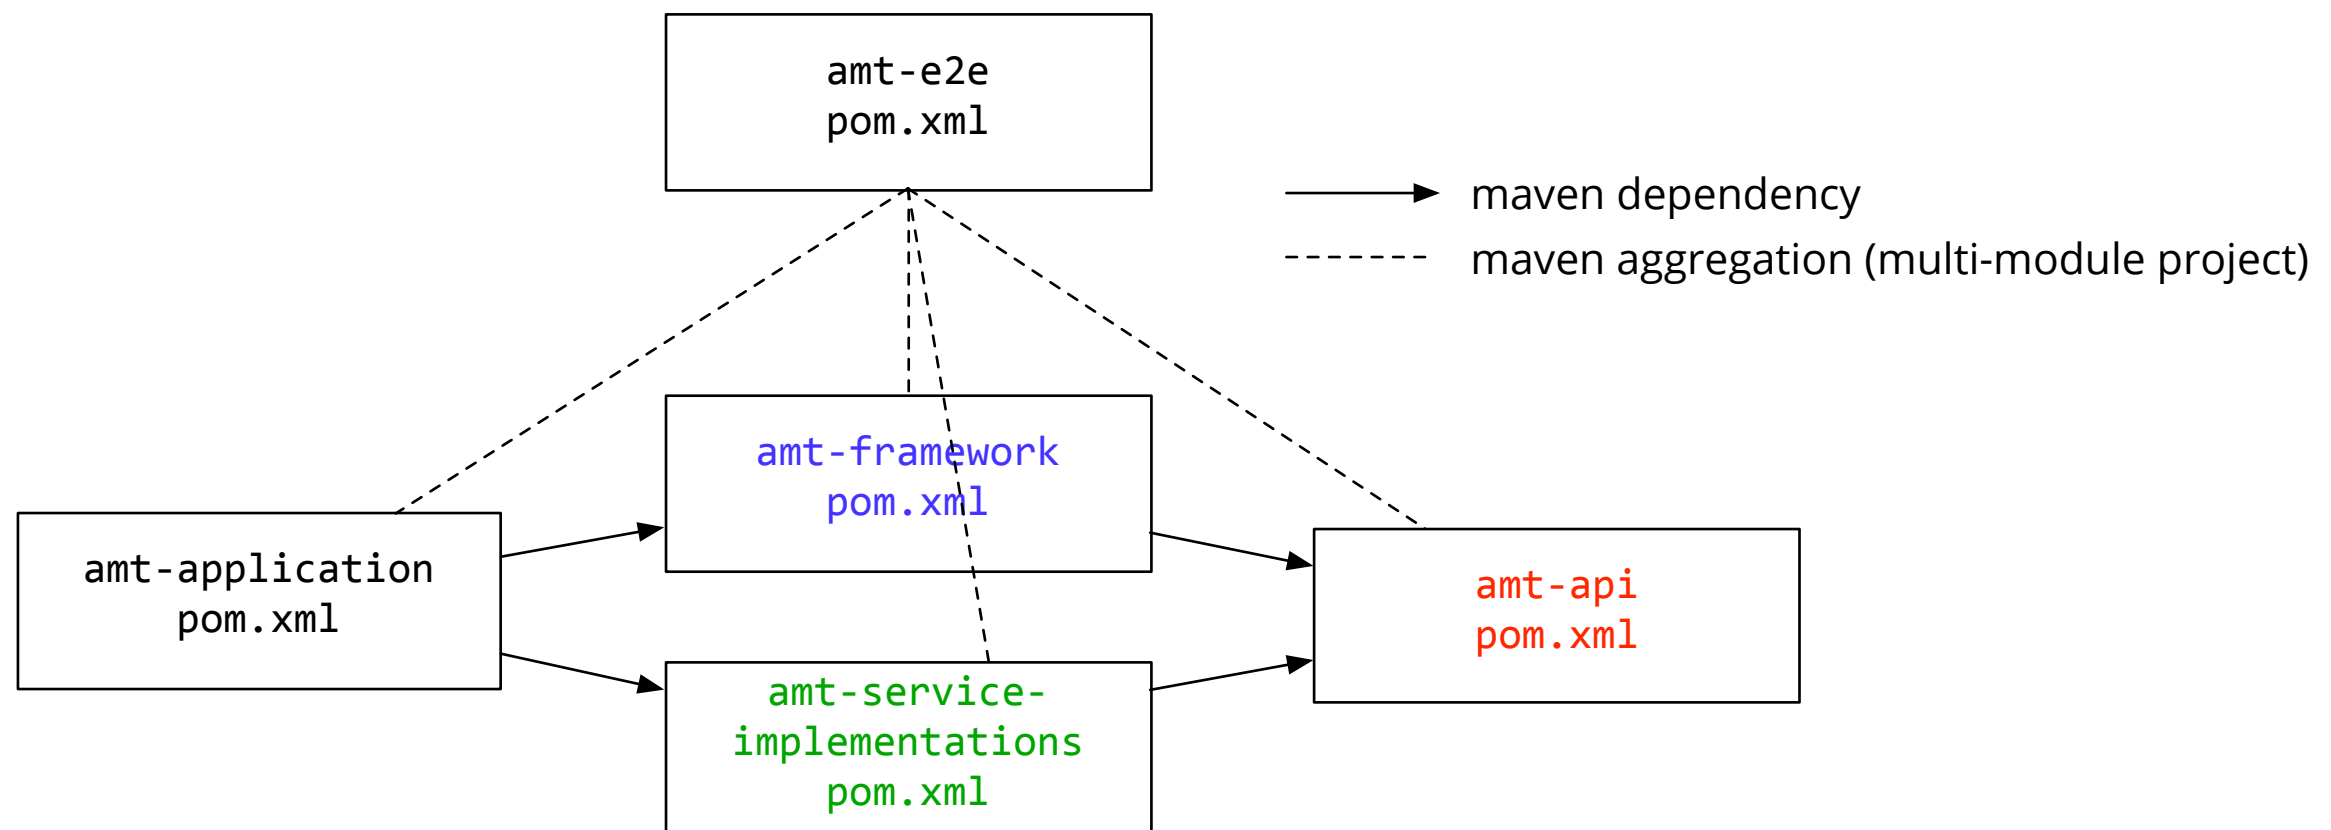 amt-e2e
pom.xml
maven dependency
maven aggregation (multi-module project)
amt-framework
pom.xml
amt-application
pom.xml
amt-api
pom.xml
amt-service-
implementations
pom.xml